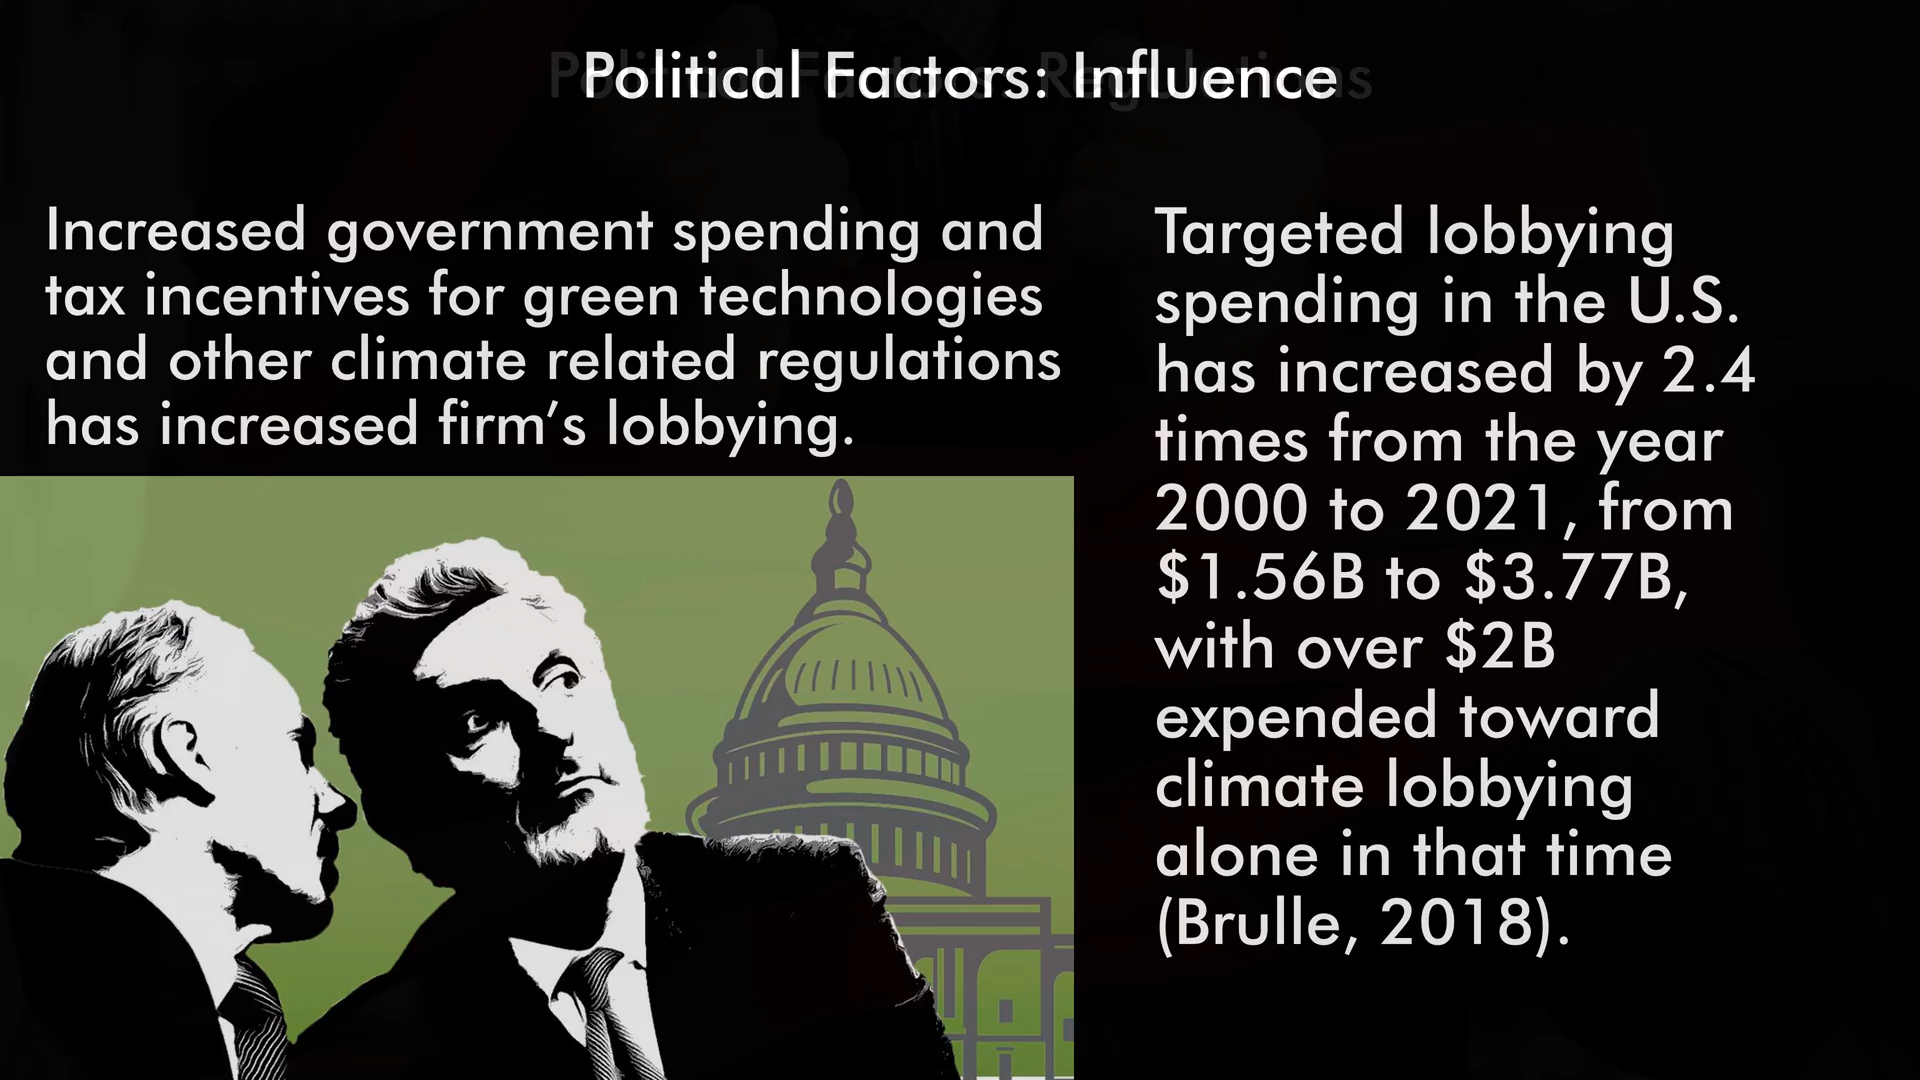 Political Factors: Influence
Political Factors: Regulations
Increased government spending and
tax incentives for green technologies
and other climate related regulations
has increased firm’s lobbying.
Targeted lobbying
spending in the U.S.
has increased by 2.4
times from the year
2000 to 2021, from
$1.56B to $3.77B,
with over $2B
expended toward
climate lobbying
alone in that time
(Brulle, 2018).